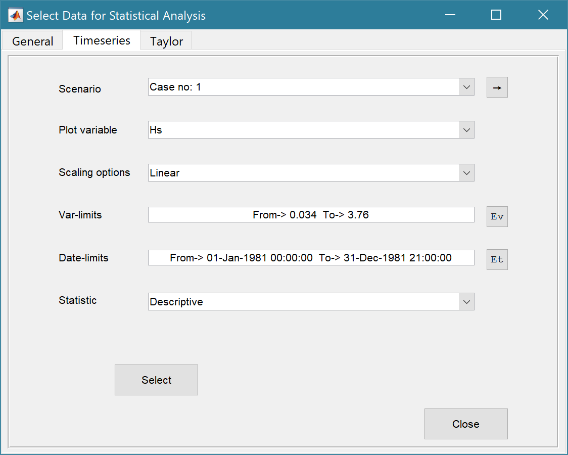 Select Data for Statistical Analysis
General Timeseries Taylor
Scenario Case no: 1 →
Plot variable Hs
Scaling options Linear
Var-limits From-> 0.034 To-> 3.76 Ev
Date-limits From-> 01-Jan-1981 00:00:00 To-> 31-Dec-1981 21:00:00 Et
Statistic Descriptive
Select
Close